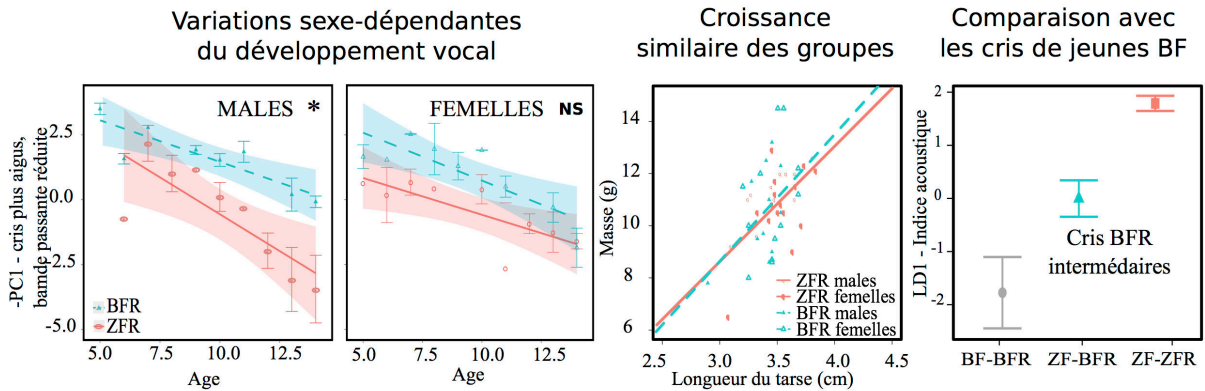 Variations sexe-dépendantes
du développement vocal
Croissance
similaire des groupes
Comparaison avec
les cris de jeunes BF
-PC1 - cris plus aigus,
bamde passante réduite
2.5
0.0
-2.5
-5.0
MALES *
BFR
ZFR
5.0 7.5 10.0 12.5
Age
FEMELLES NS
5.0 7.5 10.0 12.5
Age
Masse (g)
14
12
10
8
6
ZFR males
ZFR femelles
BFR males
BFR femelles
2.5 3.0 3.5 4.0 4.5
Longueur du tarse (cm)
LD1 - Indice acoustique
2
1
0
-1
-2
Cris BFR
intermédaires
BF-BFR ZF-BFR ZF-ZFR